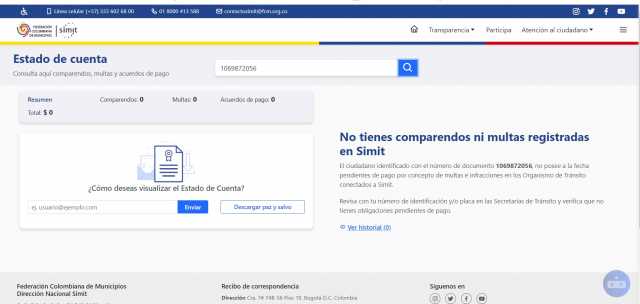 Línea celular (+57) 333 602 68 00
01 8000 413 588
contactosimit@fcm.org.co
FEDERACIÓN COLOMBIANA DE MUNICIPIOS
simit
Transparencia
Participa
Atención al ciudadano
Estado de cuenta
Consulta aquí comparendos, multas y acuerdos de pago
1069872056
Resumen
Comparendos: 0
Multas: 0
Acuerdos de pago: 0
Total: $ 0
¿Cómo deseas visualizar el Estado de Cuenta?
ej. usuario@ejemplo.com
Enviar
Descargar paz y salvo
No tienes comparendos ni multas registradas
en Simit
El ciudadano identificado con el número de documento 1069872056, no posee a la fecha
pendientes de pago por concepto de multas e infracciones en los Organismo de Tránsito
conectados a Simit.
Revisa con tu número de identificación y/o placa en las Secretarías de Tránsito y verifica que no
tienes obligaciones pendientes de pago.
Ver historial (0)
Federación Colombiana de Municipios
Dirección Nacional Simit
Recibo de correspondencia
Dirección
Piso 10, Bogotá D.C. Colombia
Síguenos en